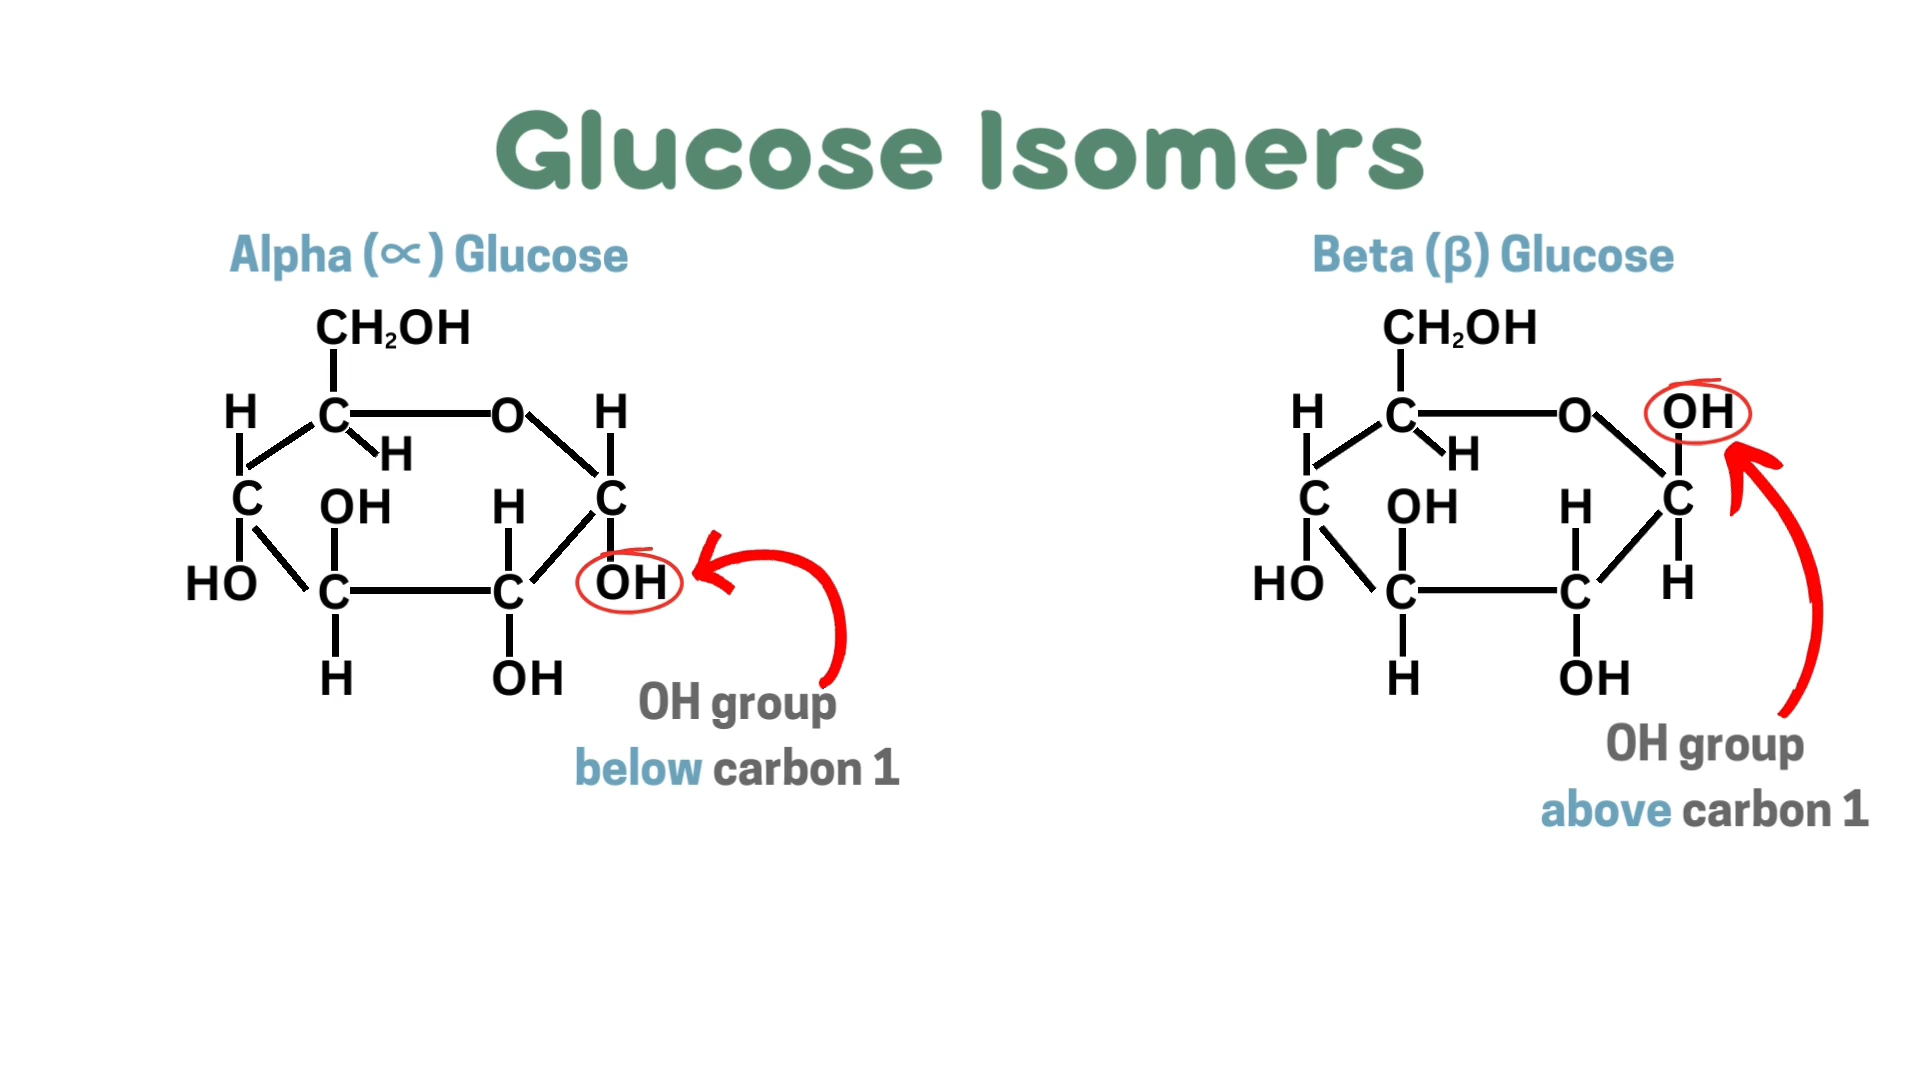 Glucose Isomers
Alpha (∝) Glucose
CH₂OH
H C O H
H
C OH H C
HO C C OH
H OH
OH group
below carbon 1
Beta (β) Glucose
CH₂OH
H C O OH
H
C OH H C
HO C C H
H OH
OH group
above carbon 1